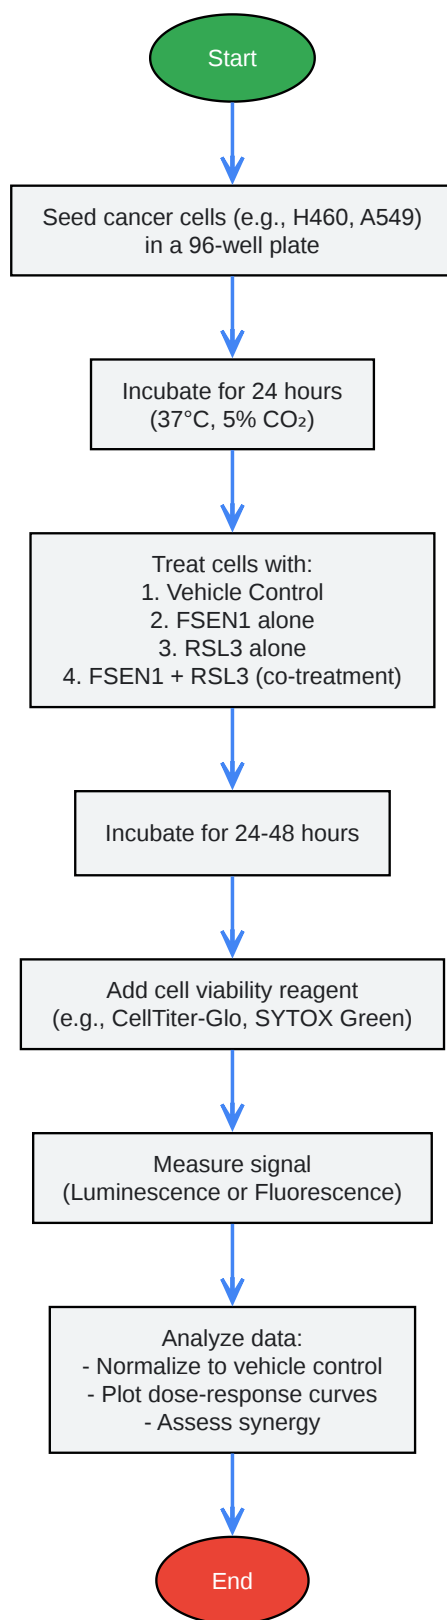 Start
Seed cancer cells (e.g., H460, A549)
in a 96-well plate
Incubate for 24 hours
(37°C, 5% CO₂)
Treat cells with:
1. Vehicle Control
2. FSEN1 alone
3. RSL3 alone
4. FSEN1 + RSL3 (co-treatment)
Incubate for 24-48 hours
Add cell viability reagent
(e.g., CellTiter-Glo, SYTOX Green)
Measure signal
(Luminescence or Fluorescence)
Analyze data:
- Normalize to vehicle control
- Plot dose-response curves
- Assess synergy
End